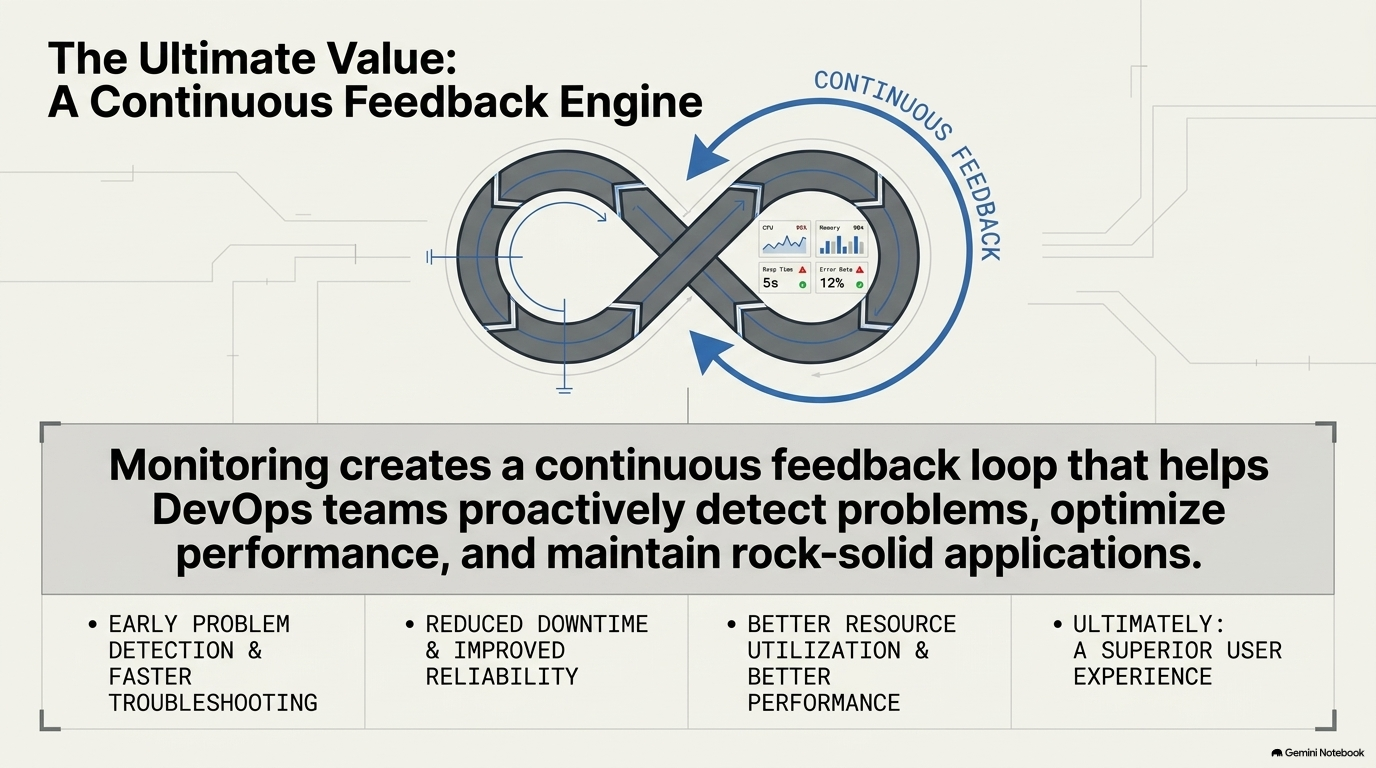 The Ultimate Value:
A Continuous Feedback Engine
CONTINUOUS FEEDBACK
CPU 95%
Memory 90%
Resp Time
5s
Error Rate
12%
Monitoring creates a continuous feedback loop that helps
DevOps teams proactively detect problems, optimize
performance, and maintain rock-solid applications.
• EARLY PROBLEM
DETECTION &
FASTER
TROUBLESHOOTING
• REDUCED DOWNTIME
& IMPROVED
RELIABILITY
• BETTER RESOURCE
UTILIZATION &
BETTER
PERFORMANCE
• ULTIMATELY:
A SUPERIOR USER
EXPERIENCE
Gemini Notebook